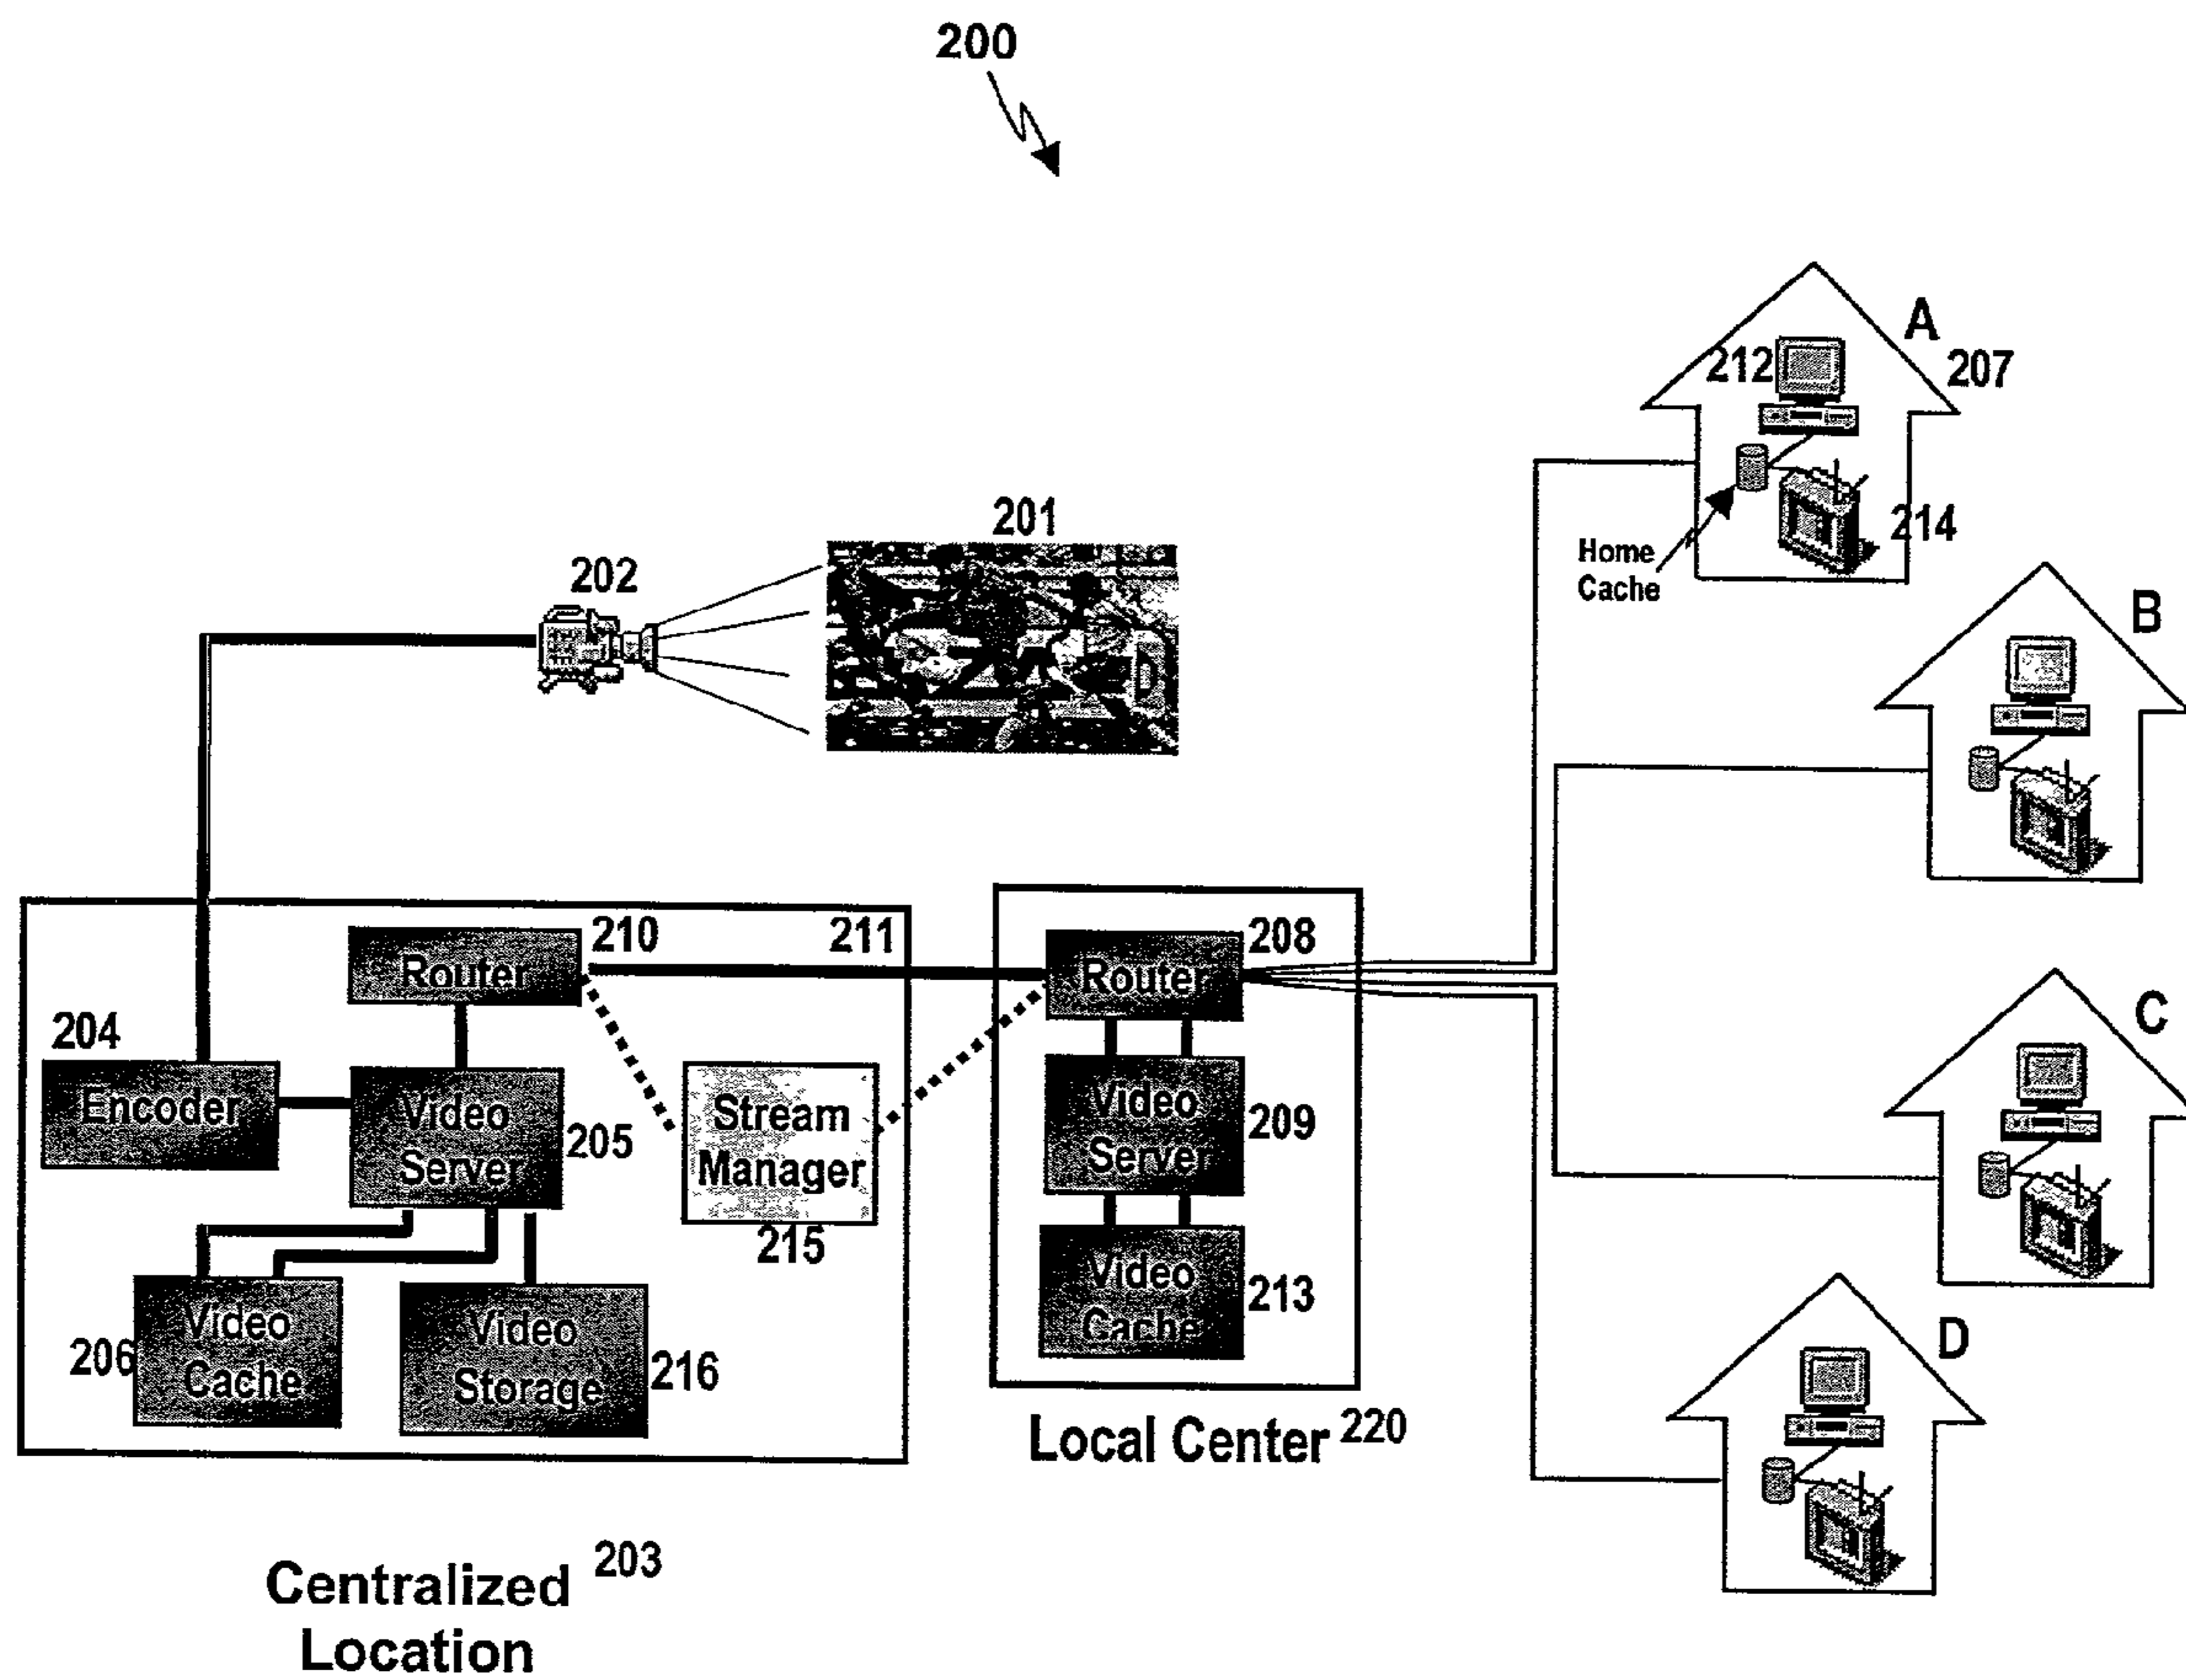 200
A
212
207
201
Home
Cache
214
202
B
210
211
208
Router
Router
C
204
Encoder
Video
Server
205
Stream
Manager
215
Video
Server
209
D
206
Video
Cache
Video
Storage
216
Video
Cache
213
Local Center 220
Centralized 203
Location